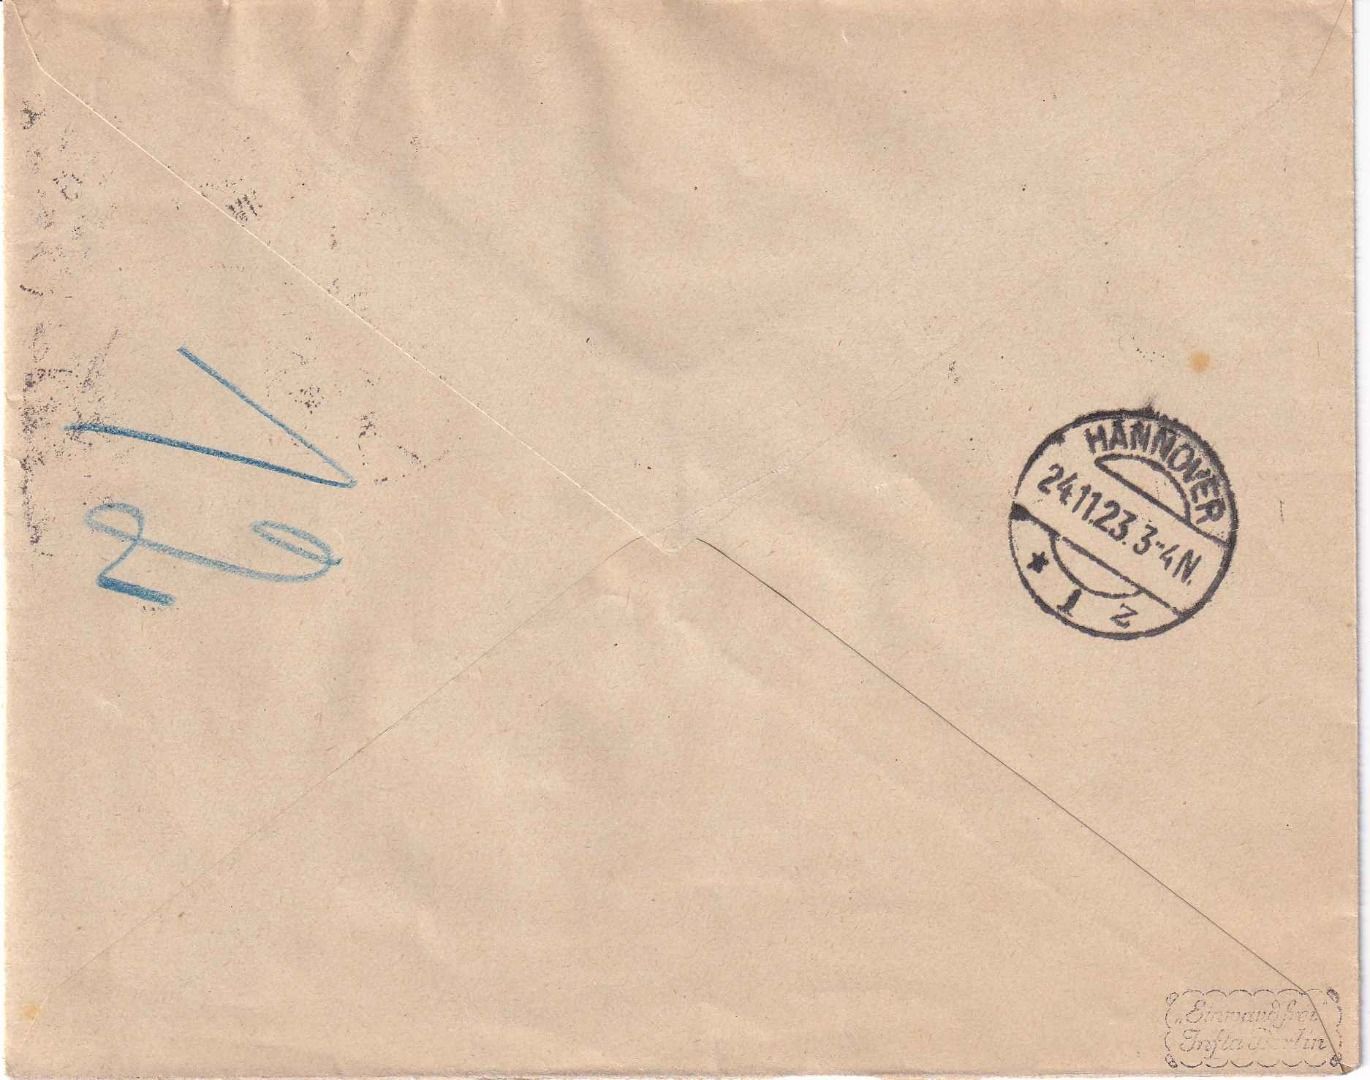 HANNOVER
24.11.23.3-4N.
* 1 z
"Einwandfrei"
Infla Berlin